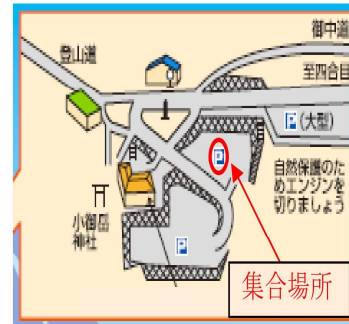 御中道
登山道
至四合目
P(大型)
P
自然保護のた
めエンジンを
切りましょう
小御岳
神社
P
集合場所